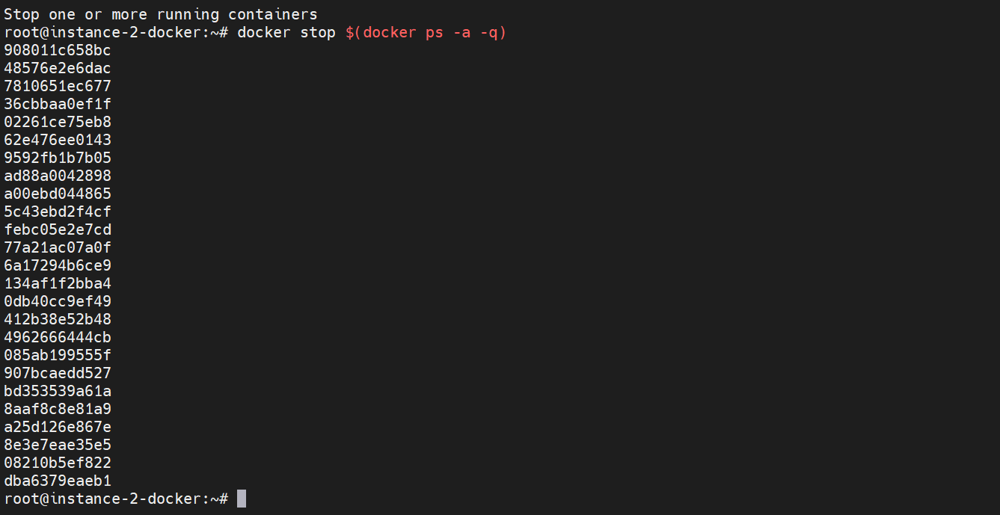 Stop one or more running containers
root@instance-2-docker:~# docker stop $(docker ps -a -q)
908011c658bc
48576e2e6dac
7810651ec677
36cbbaa0ef1f
02261ce75eb8
62e476ee0143
9592fb1b7b05
ad88a0042898
a00ebd044865
5c43ebd2f4cf
febc05e2e7cd
77a21ac07a0f
6a17294b6ce9
134af1f2bba4
0db40cc9ef49
412b38e52b48
4962666444cb
085ab199555f
907bcaedd527
bd353539a61a
8aaf8c8e81a9
a25d126e867e
8e3e7eae35e5
08210b5ef822
dba6379eaeb1
root@instance-2-docker:~#